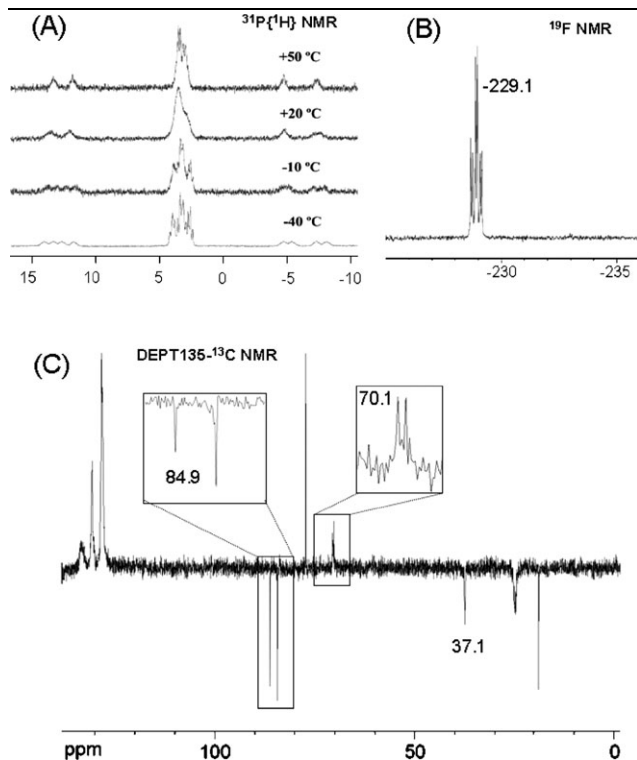 (A)
31P{1H} NMR
+50 °C
+20 °C
-10 °C
-40 °C
15 10 5 0 -5 -10
(B)
19F NMR
-229.1
-230 -235
(C)
DEPT135-13C NMR
84.9
70.1
37.1
ppm 100 50 0